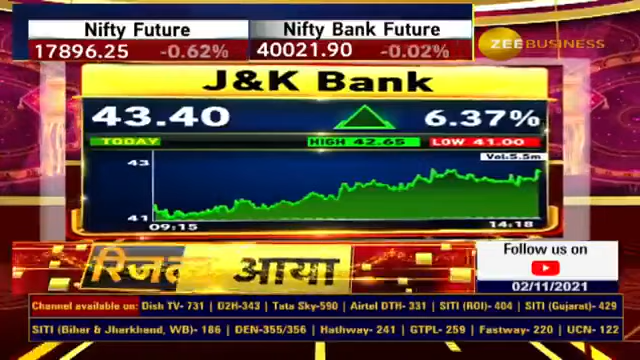 Nifty Future
17896.25 -0.62%
Nifty Bank Future
40021.90 -0.02%
ZEE BUSINESS
J&K Bank
43.40 6.37%
TODAY HIGH 42.65 LOW 41.00
Vol:5.5m
43
41
09:15 14:18
आया
Follow us on
02/11/2021
Channel available on: Dish TV- 731 | D2H-343 | Tata Sky-590 | Airtel DTH- 331 | SITI (ROI)- 404 | SITI (Gujarat)- 429
SITI (Biher & Jharkhend, WB)- 186 | DEN-355/356 | Hathway- 241 | GTPL- 259 | Fastway- 220 | UCN- 122